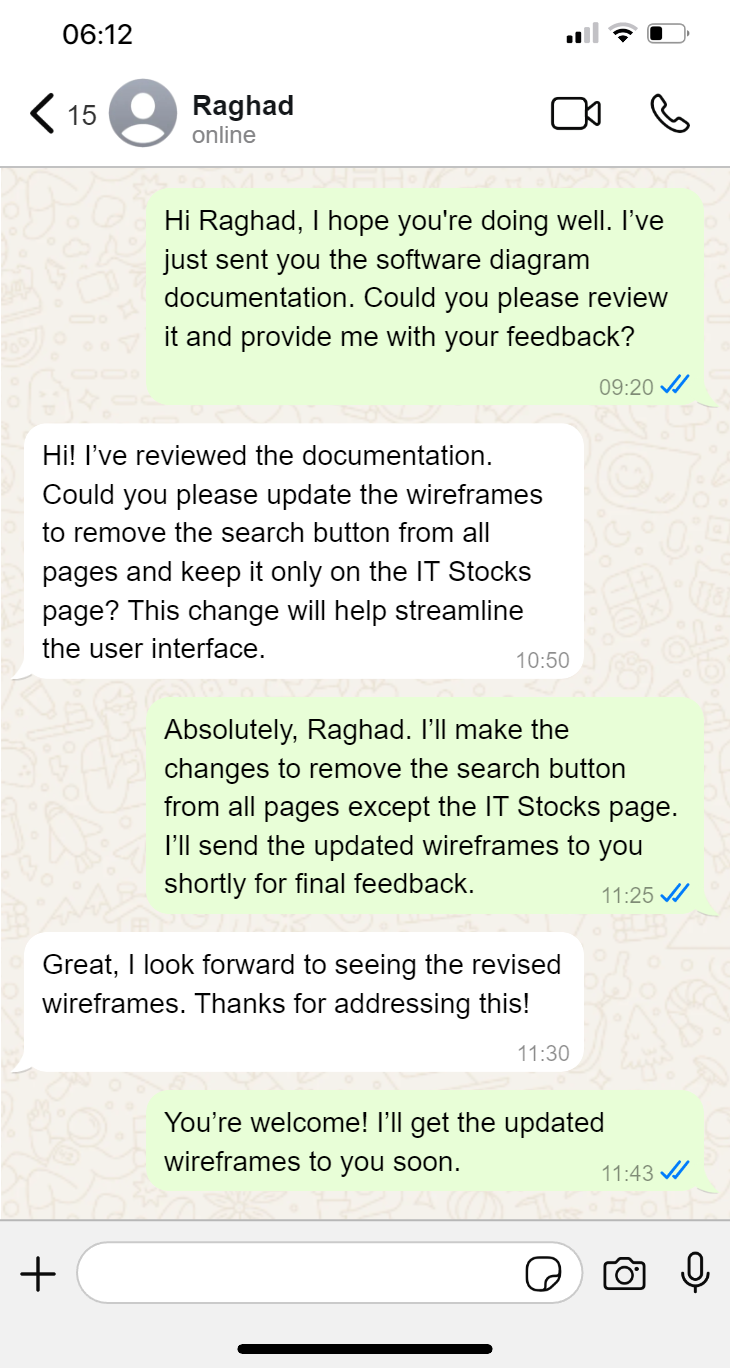 06:12
15
Raghad
online
Hi Raghad, I hope you're doing well. I’ve
just sent you the software diagram
documentation. Could you please review
it and provide me with your feedback?
09:20
Hi! I’ve reviewed the documentation.
Could you please update the wireframes
to remove the search button from all
pages and keep it only on the IT Stocks
page? This change will help streamline
the user interface.
10:50
Absolutely, Raghad. I’ll make the
changes to remove the search button
from all pages except the IT Stocks page.
I’ll send the updated wireframes to you
shortly for final feedback.
11:25
Great, I look forward to seeing the revised
wireframes. Thanks for addressing this!
11:30
You’re welcome! I’ll get the updated
wireframes to you soon.
11:43